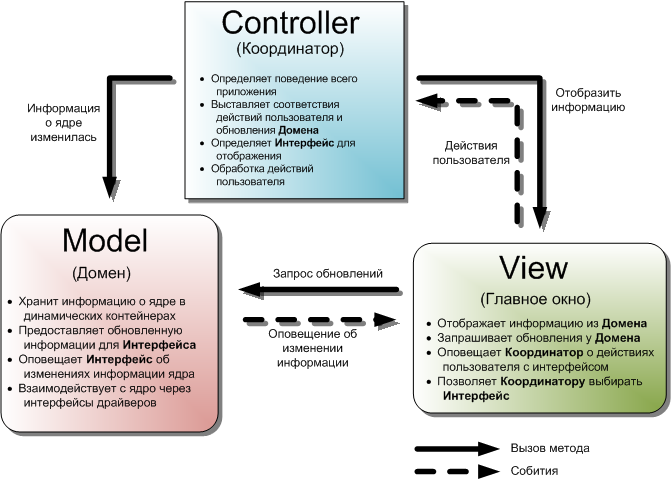 Controller
(Координатор)
• Определяет поведение всего
приложения
• Выставляет соответствия
действий пользователя и
обновления Домена
• Определяет Интерфейс для
отображения
• Обработка действий
пользователя
Информация
о ядре
изменилась
Отобразить
информацию
Действия
пользователя
Model
(Домен)
• Хранит информацию о ядре в
динамических контейнерах
• Предоставляет обновленную
информации для Интерфейса
• Оповещает Интерфейс об
изменениях информации ядра
• Взаимодействует с ядро через
интерфейсы драйверов
Запрос обновлений
Оповещение об
изменении
информации
View
(Главное окно)
• Отображает информацию из Домена
• Запрашивает обновления у Домена
• Оповещает Координатор о действиях
пользователя с интерфейсом
• Позволяет Координатору выбирать
Интерфейс
Вызов метода
Собития